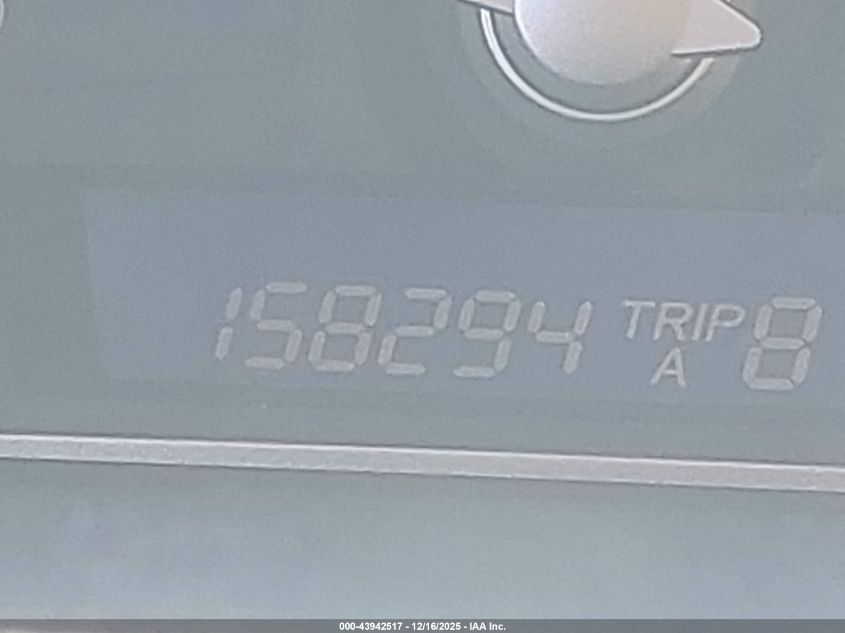 158294 TRIP A 8
000-43942517 - 12/16/2025 - IAA Inc.